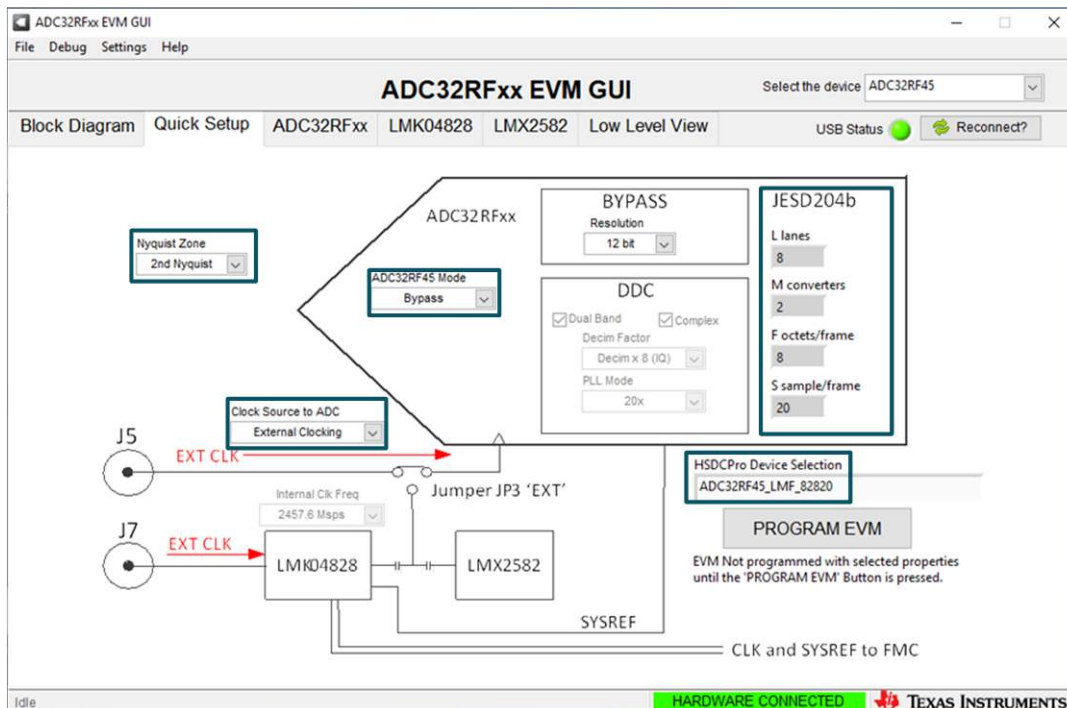 ADC32RFxx EVM GUI
File Debug Settings Help
ADC32RFxx EVM GUI
Select the device ADC32RF45
Block Diagram Quick Setup ADC32RFxx LMK04828 LMX2582 Low Level View
USB Status Reconnect?
Nyquist Zone
2nd Nyquist
ADC32RFxx
ADC32RF45 Mode
Bypass
BYPASS
Resolution
12 bit
DDC
Dual Band Complex
Decim Factor
Decim x 8 (IQ)
PLL Mode
20x
JESD204b
L lanes
8
M converters
2
F octets/frame
8
S sample/frame
20
Clock Source to ADC
External Clocking
J5
EXT CLK
Jumper JP3 'EXT'
Internal Clk Freq
2457.6 Msps
J7
EXT CLK
LMK04828
LMX2582
HSDCPro Device Selection
ADC32RF45_LMF_82820
PROGRAM EVM
EVM Not programmed with selected properties
until the 'PROGRAM EVM' Button is pressed.
SYSREF
CLK and SYSREF to FMC
Idle
HARDWARE CONNECTED
TEXAS INSTRUMENTS